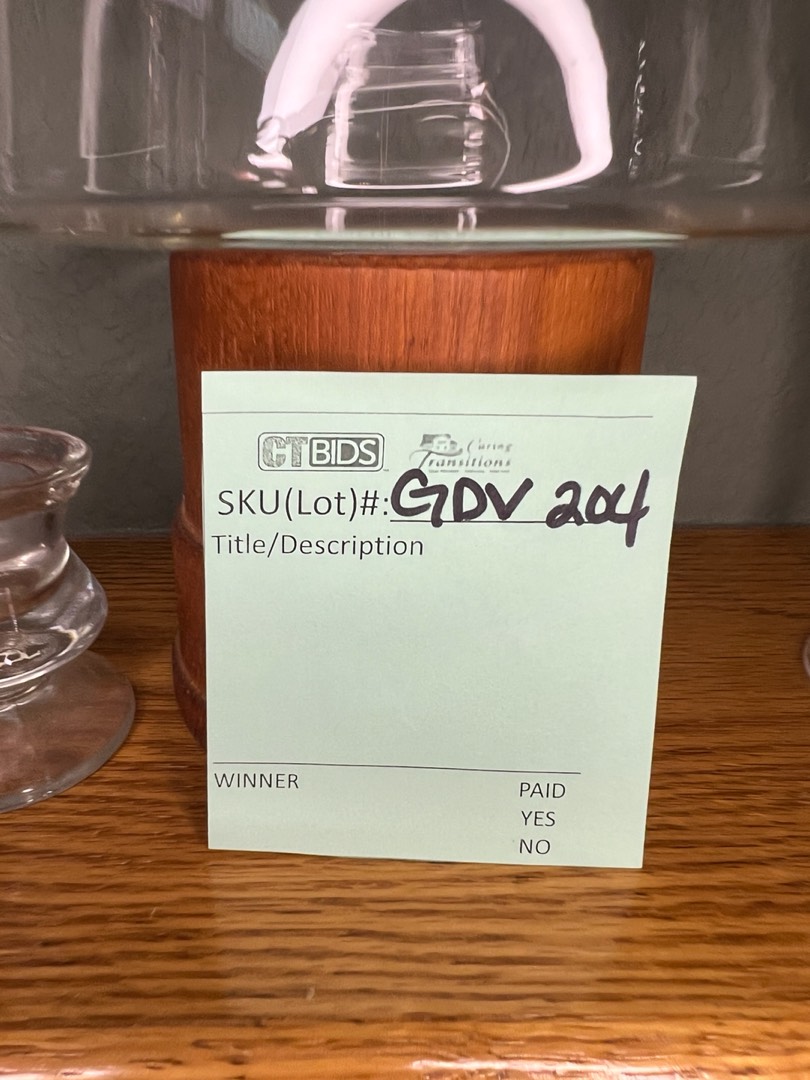 CTBIDS
Caring
Transitions
SKU(Lot)#: GDV 204
Title/Description
WINNER
PAID
YES
NO